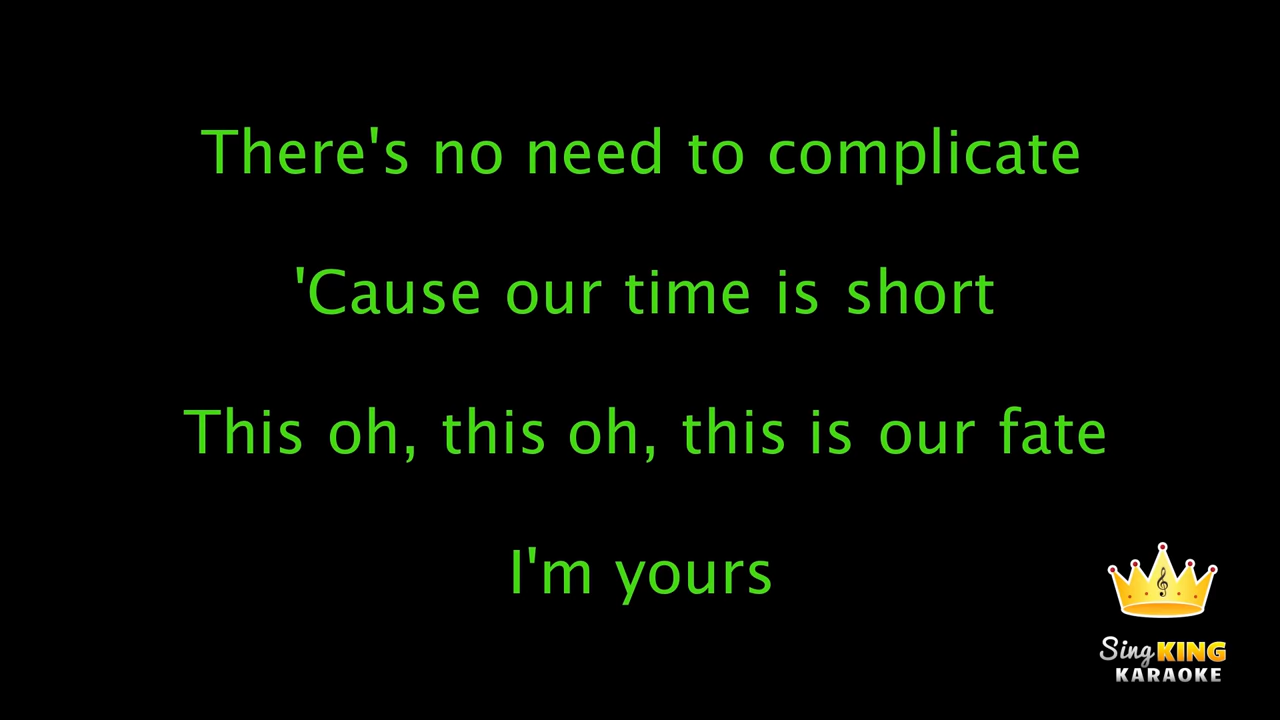 There's no need to complicate
'Cause our time is short
This oh, this oh, this is our fate
I'm yours
Sing KING
KARAOKE